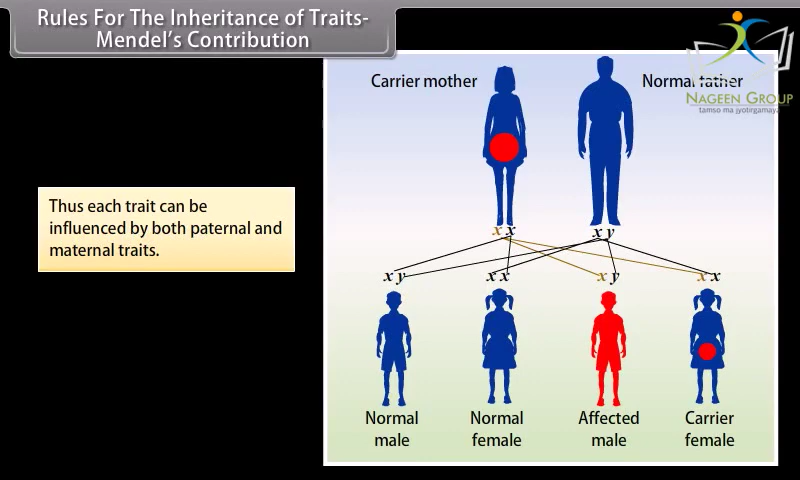 Rules For The Inheritance of Traits-
Mendel's Contribution
NAGEEN GROUP
tamso ma jyotirgamaya
Carrier mother
Normal father
Thus each trait can be
influenced by both paternal and
maternal traits.
x x
x y
x y
x x
x y
x x
Normal
male
Normal
female
Affected
male
Carrier
female